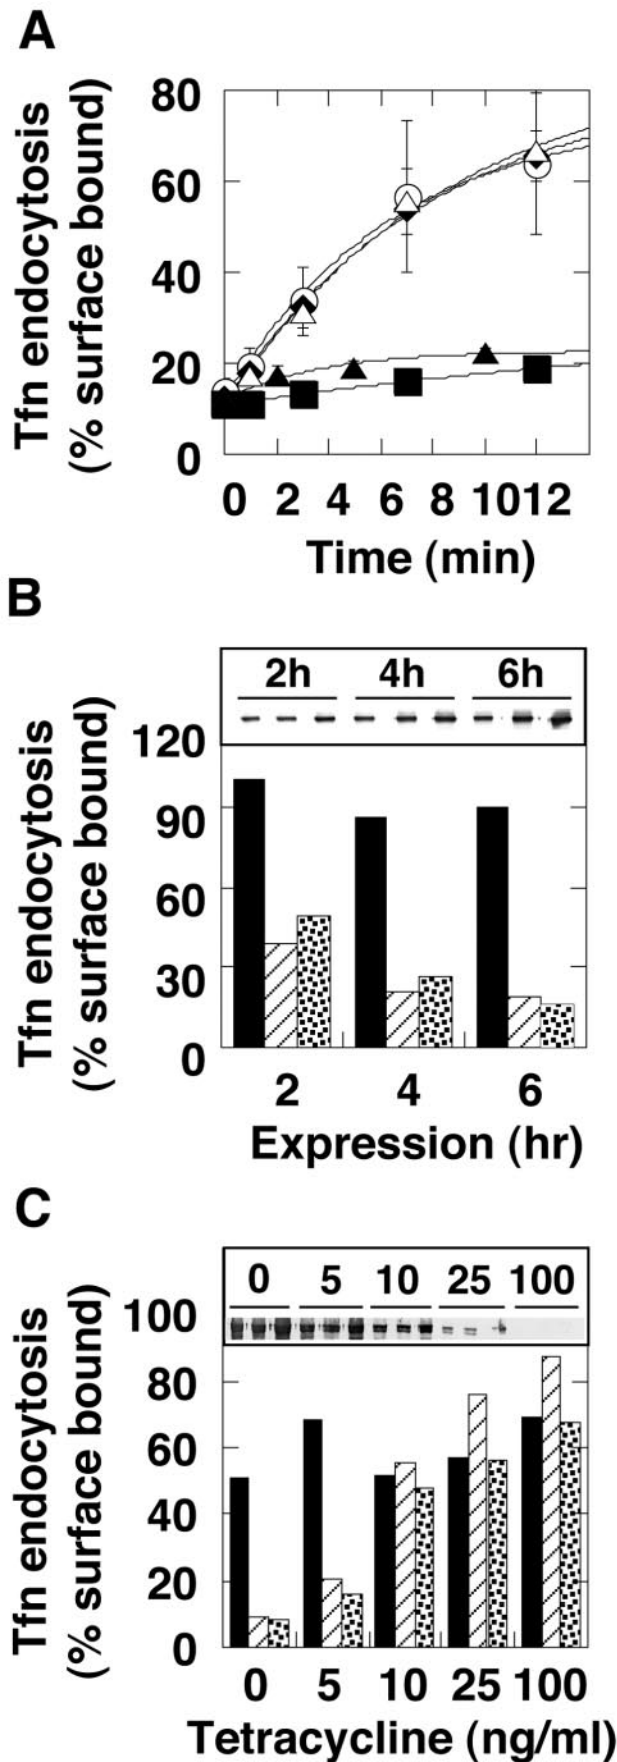 A
Tfn endocytosis
(% surface bound)
80
60
40
20
0
0 2 4 6 8 10 12
Time (min)
B
Tfn endocytosis
(% surface bound)
2h 4h 6h
120
90
60
30
0
2 4 6
Expression (hr)
C
Tfn endocytosis
(% surface bound)
0 5 10 25 100
100
80
60
40
20
0
0 5 10 25 100
Tetracycline (ng/ml)